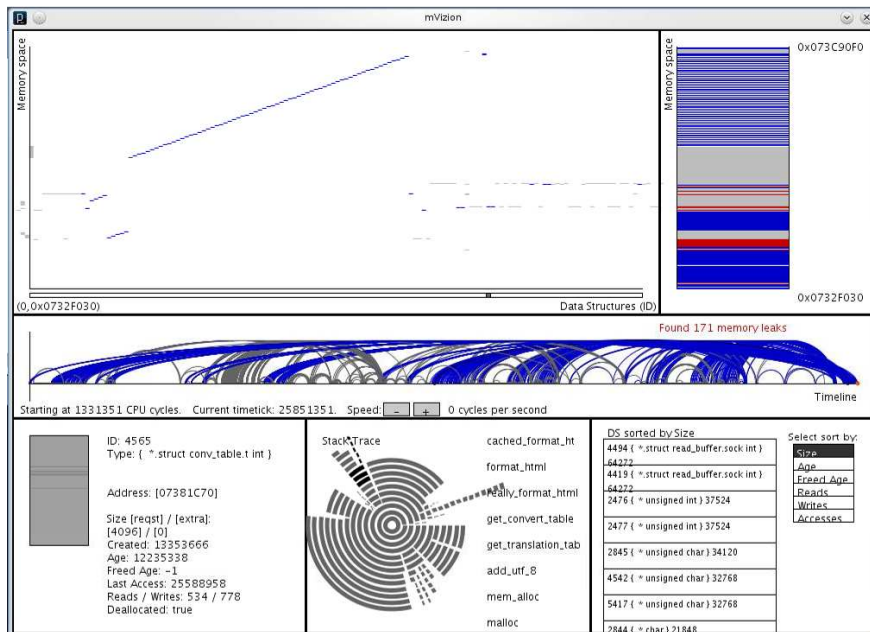 mVizion
Memory space
(0,0x0732F030)
Data Structures (ID)
Memory space
0x073C90F0
0x0732F030
Found 171 memory leaks
Timeline
Starting at 1331351 CPU cycles. Current timetick: 25851351. Speed: - + 0 cycles per second
ID: 4565
Type: { *.struct conv_table.t int }
Address: [07381C70]
Size [reqst] / [extra]:
[4096] / [0]
Created: 13353666
Age: 12235338
Freed Age: -1
Last Access: 25588958
Reads / Writes: 534 / 778
Deallocated: true
Stack Trace
cached_format_ht
format_html
really_format_html
get_convert_table
get_translation_tab
add_utf_8
mem_alloc
malloc
DS sorted by Size
4494 { *.struct read_buffer.sock int }
64272
4419 { *.struct read_buffer.sock int }
64272
2476 { * unsigned int } 37524
2477 { * unsigned int } 37524
2845 { * unsigned char } 34120
4542 { * unsigned char } 32768
5417 { * unsigned char } 32768
2844 { * char } 21848
Select sort by:
Size
Age
Freed Age
Reads
Writes
Accesses